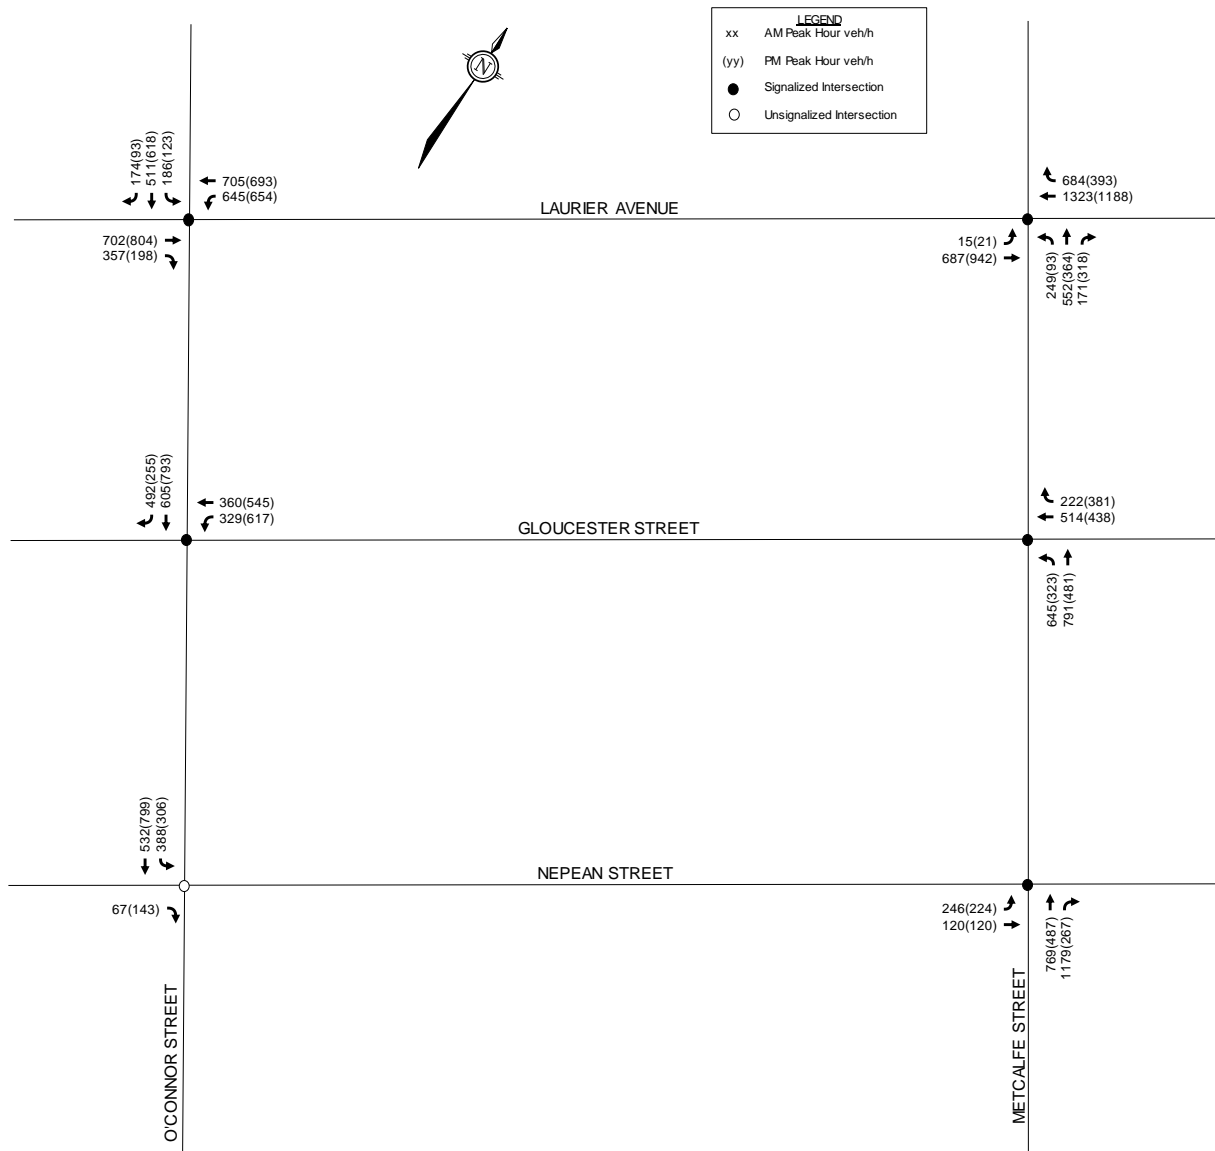 LEGEND
xx AM Peak Hour veh/h
(yy) PM Peak Hour veh/h
Signalized Intersection
Unsignalized Intersection
N
174(93)
511(618)
186(123)
705(693)
645(654)
LAURIER AVENUE
684(393)
1323(1188)
702(804)
357(198)
15(21)
687(942)
249(93)
552(364)
171(318)
492(255)
605(793)
360(545)
329(617)
GLOUCESTER STREET
222(381)
514(438)
645(323)
791(481)
532(799)
388(306)
NEPEAN STREET
67(143)
246(224)
120(120)
769(487)
1179(267)
O'CONNOR STREET
METCALFE STREET